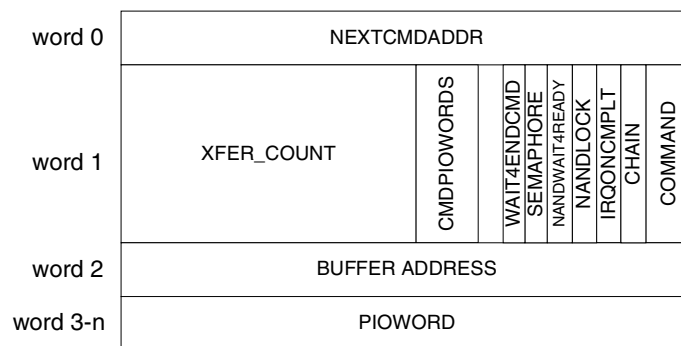 word 0
NEXTCMDADDR
word 1
XFER_COUNT
CMDPIOWORDS
WAIT4ENDCMD
SEMAPHORE
NANDWAIT4READY
NANDLOCK
IRQONCMPLT
CHAIN
COMMAND
word 2
BUFFER ADDRESS
word 3-n
PIOWORD